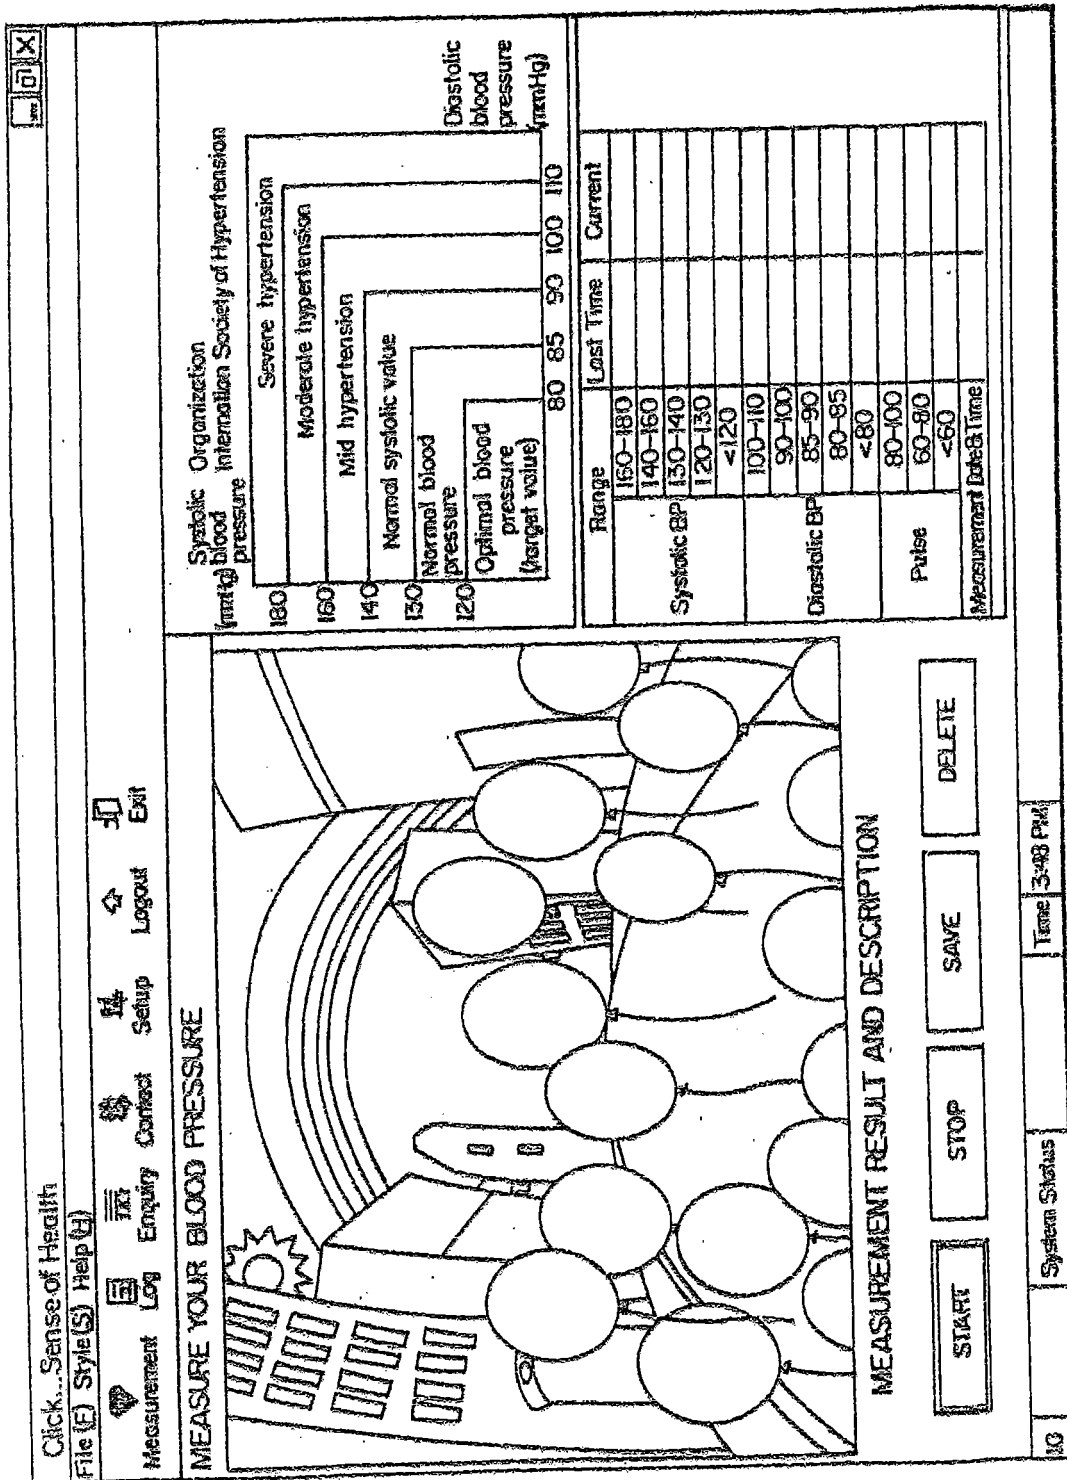 Click...Sense of Health
File (E) Style (S) Help (H)
Measurement Log Enquiry Contact Setup Logout Exit
MEASURE YOUR BLOOD PRESSURE
MEASUREMENT RESULT AND DESCRIPTION
START STOP SAVE DELETE
Systolic Organization
(mmHg) blood Internation Society of Hypertension
pressure
180 Severe hypertension
160 Moderate hypertension
140 Mid hypertension
130 Normal systolic value
120 Normal blood
pressure
Optimal blood
pressure
(target value)
80 85 90 100 110
Diastolic
blood
pressure
(mmHg)
Range Last Time Current
Systolic BP
160-180
140-160
130-140
120-130
<120
Diastolic BP
100-110
90-100
85-90
80-85
<80
Pulse
80-100
60-80
<60
Measurement Date&Time
System Status Time 3:48 PM